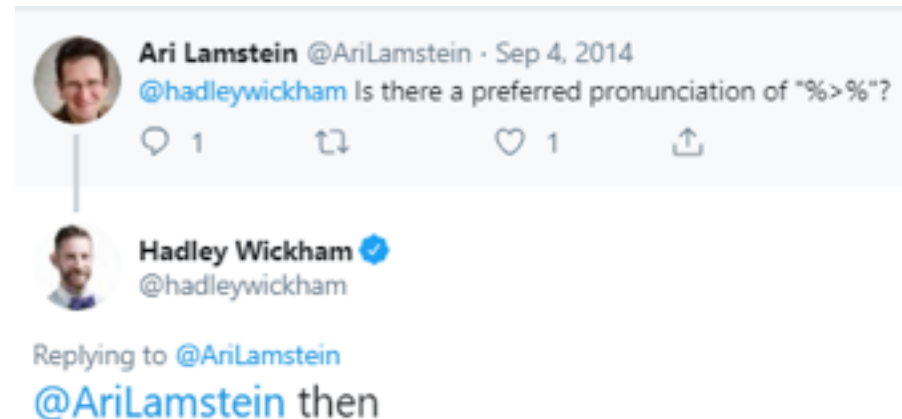 Ari Lamstein @AriLamstein · Sep 4, 2014
@hadleywickham Is there a preferred pronunciation of "%>%"?
1 1
Hadley Wickham
@hadleywickham
Replying to @AriLamstein
@AriLamstein then